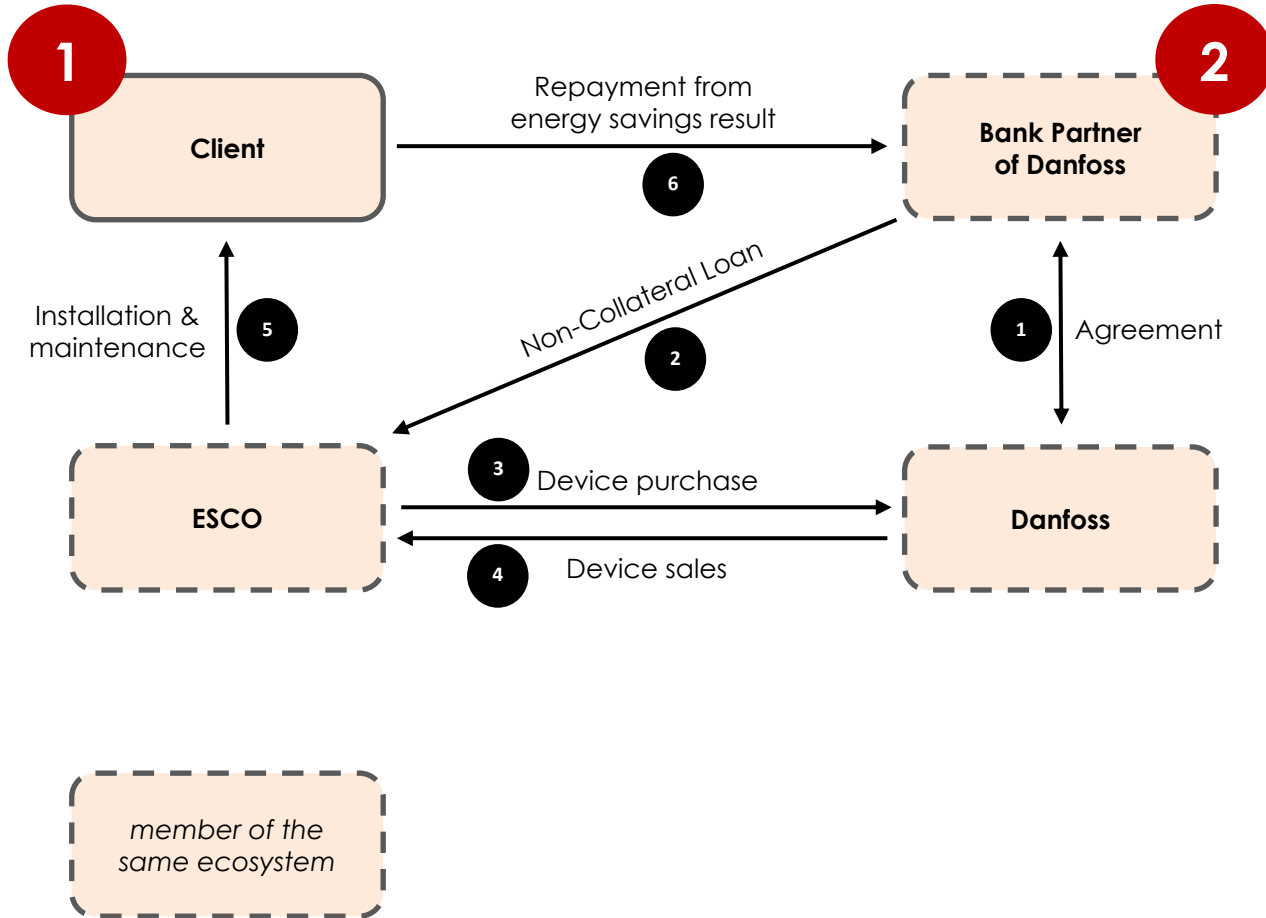 1
2
Client
Repayment from
energy savings result
6
Bank Partner
of Danfoss
Non-Collateral Loan
2
Installation &
maintenance
5
1
Agreement
ESCO
3
Device purchase
4
Device sales
Danfoss
member of the
same ecosystem